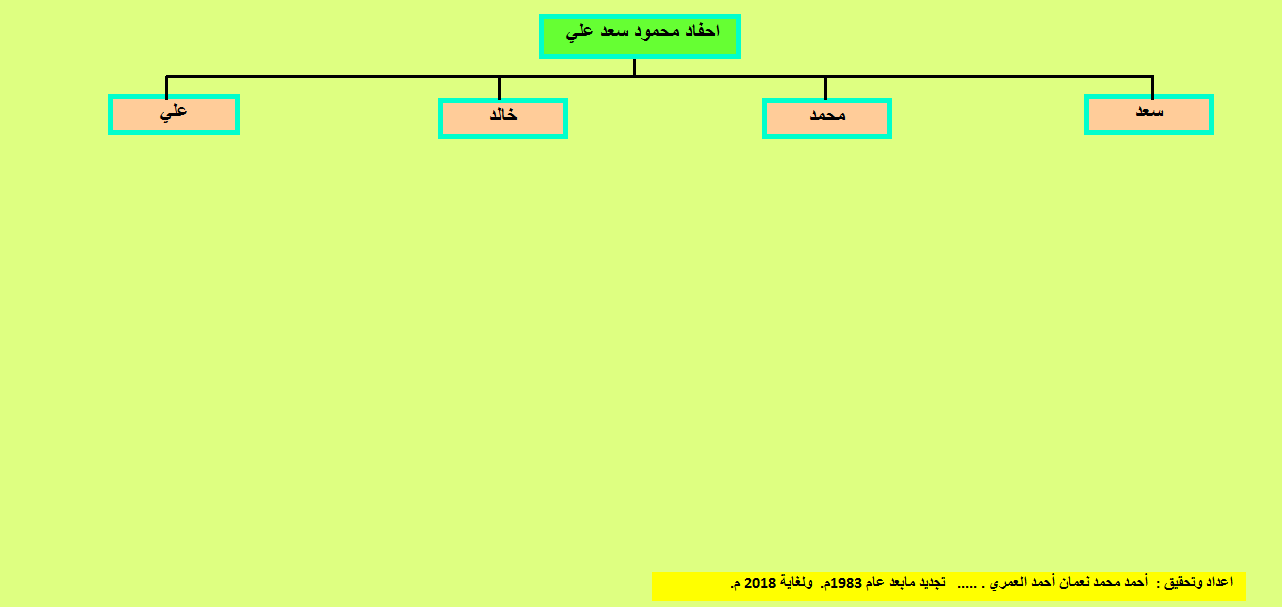 احفاد محمود سعد علي
سعد
محمد
خالد
علي
اعداد وتحقيق : أحمد محمد نعمان أحمد العمري . ..... تجديد مابعد عام 1983م. ولغاية 2018 م.